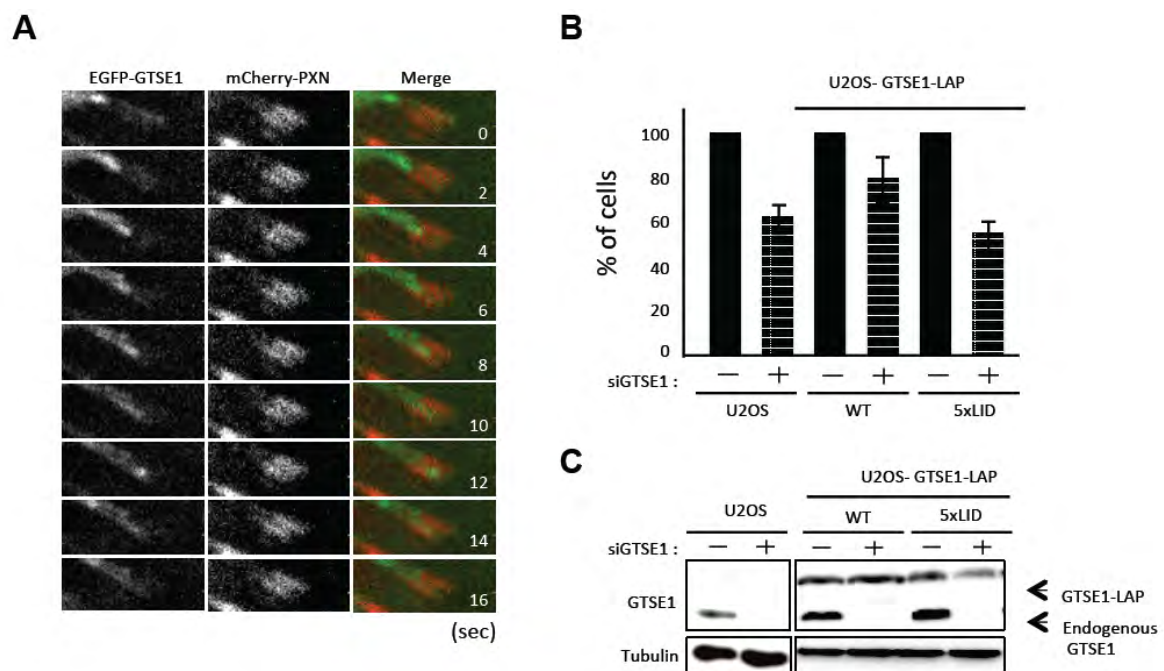 A
EGFP-GTSE1 mCherry-PXN Merge
0
2
4
6
8
10
12
14
16
(sec)
B
U2OS- GTSE1-LAP
% of cells
100
80
60
40
20
0
siGTSE1 : — + — + — +
U2OS WT 5xLID
C
U2OS- GTSE1-LAP
U2OS WT 5xLID
siGTSE1 : — + — + — +
GTSE1
GTSE1-LAP
Endogenous
GTSE1
Tubulin